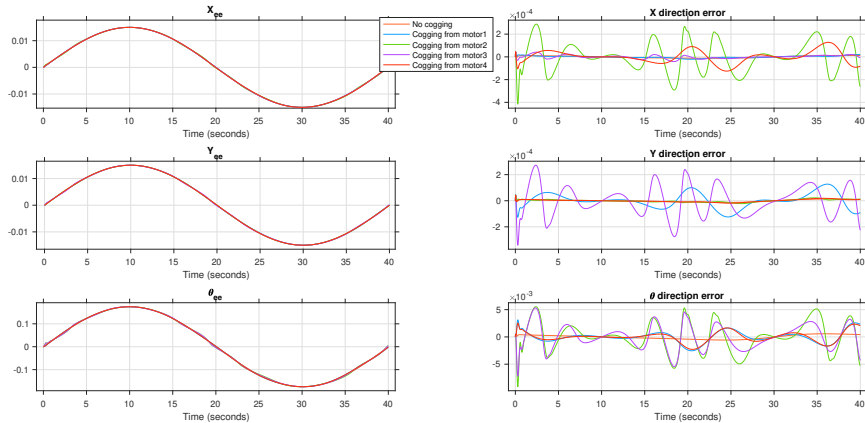 X_ee
0.01
0
-0.01
0 5 10 15 20 25 30 35 40
Time (seconds)
No cogging
Cogging from motor1
Cogging from motor2
Cogging from motor3
Cogging from motor4
X direction error
×10^-4
2
0
-2
-4
0 5 10 15 20 25 30 35 40
Time (seconds)
Y_ee
0.01
0
-0.01
0 5 10 15 20 25 30 35 40
Time (seconds)
Y direction error
×10^-4
2
0
-2
0 5 10 15 20 25 30 35 40
Time (seconds)
θ_ee
0.1
0
-0.1
0 5 10 15 20 25 30 35 40
Time (seconds)
θ direction error
×10^-3
5
0
-5
0 5 10 15 20 25 30 35 40
Time (seconds)